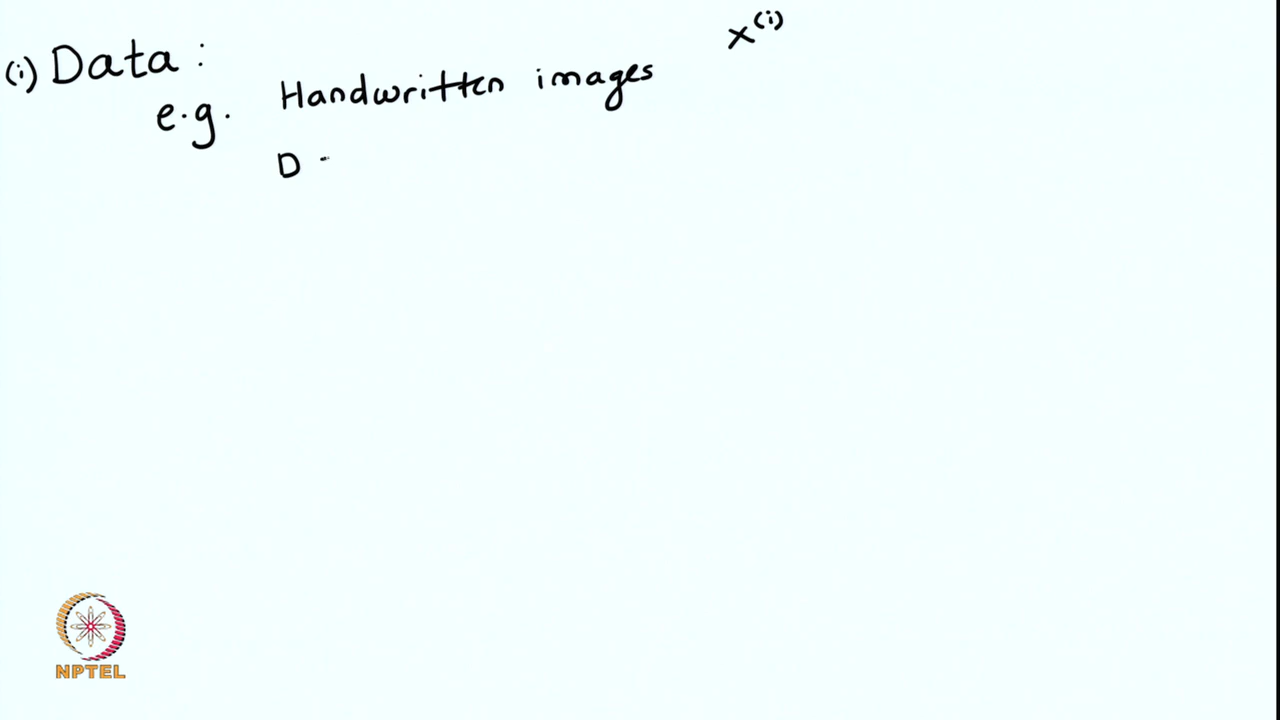 (i) Data :
x^(i)
e.g. Handwritten images
D -
NPTEL